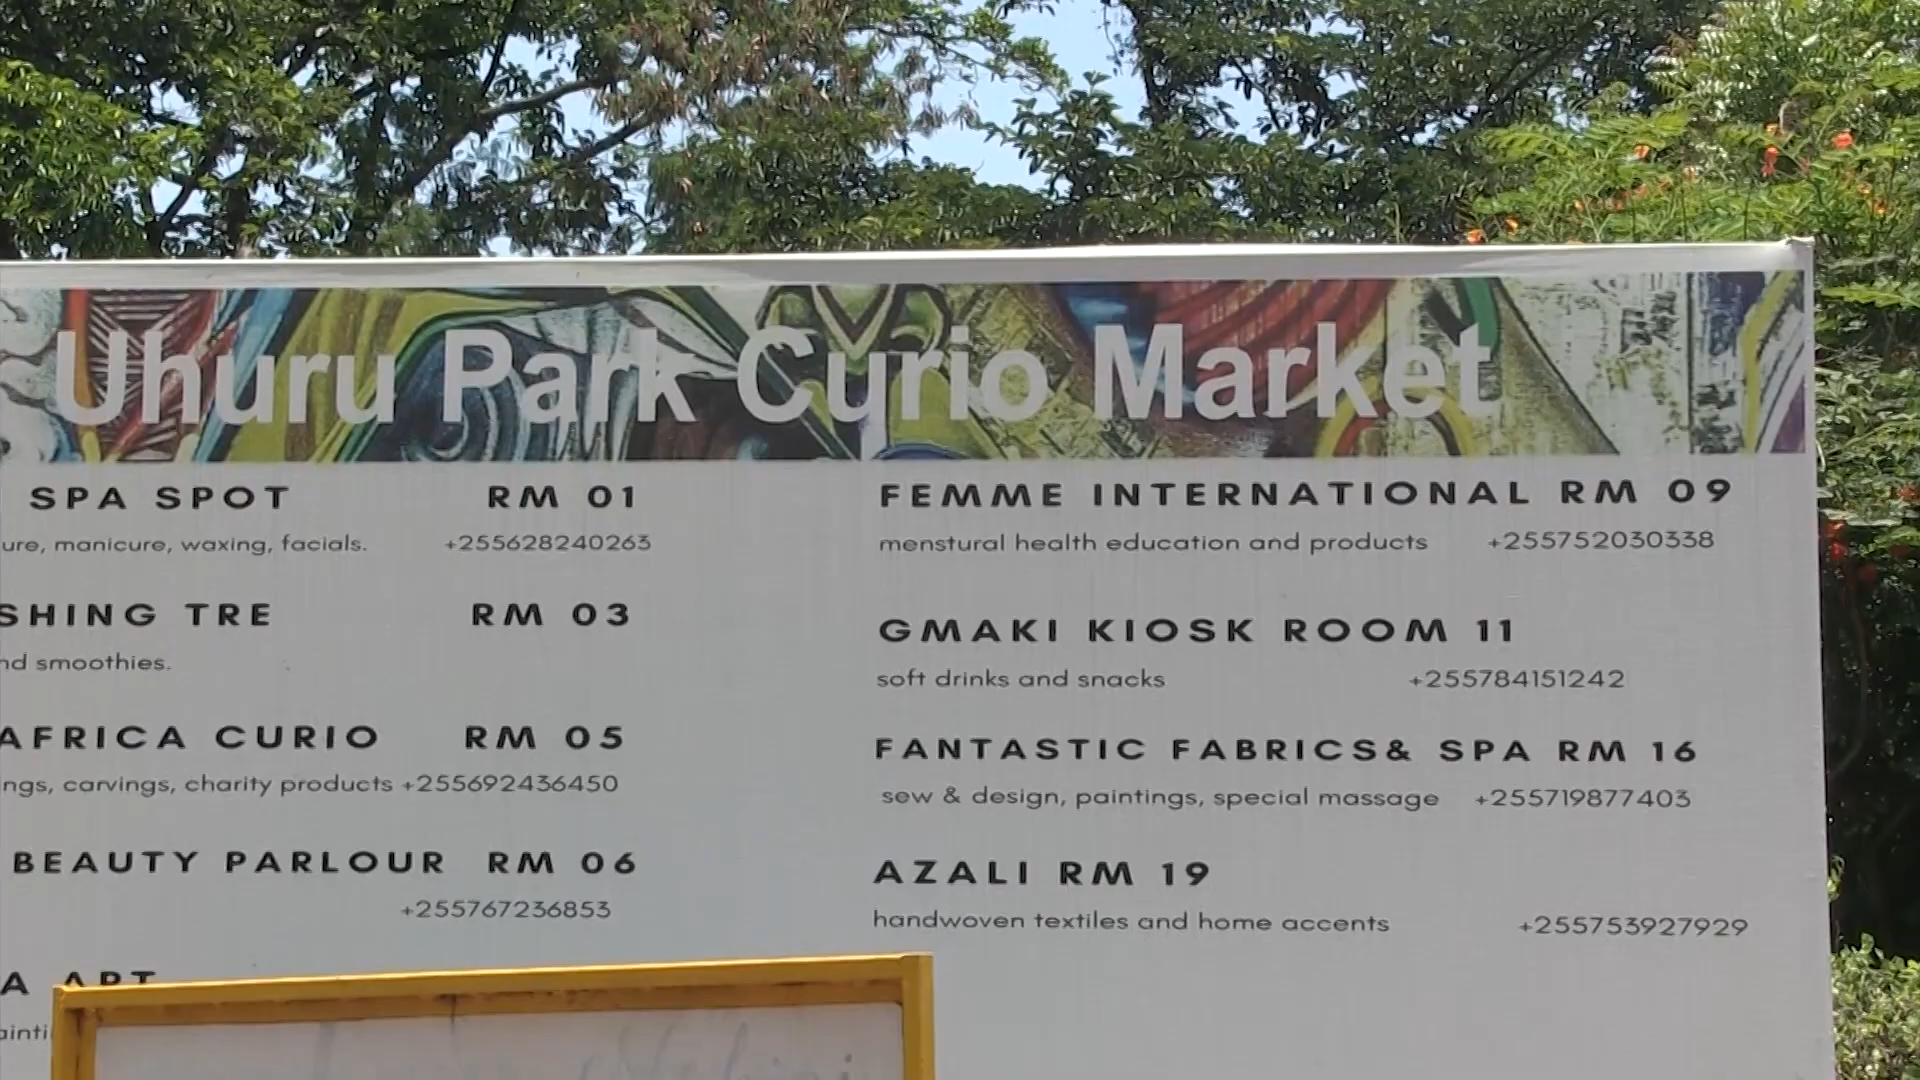 Uhuru Park Curio Market
SPA SPOT RM 01
ure, manicure, waxing, facials. +255628240263
SHING TRE RM 03
nd smoothies.
AFRICA CURIO RM 05
ngs, carvings, charity products +255692436450
BEAUTY PARLOUR RM 06
+255767236853
A ART
ainti
FEMME INTERNATIONAL RM 09
menstural health education and products +255752030338
GMAKI KIOSK ROOM 11
soft drinks and snacks +255784151242
FANTASTIC FABRICS& SPA RM 16
sew & design, paintings, special massage +255719877403
AZALI RM 19
handwoven textiles and home accents +255753927929